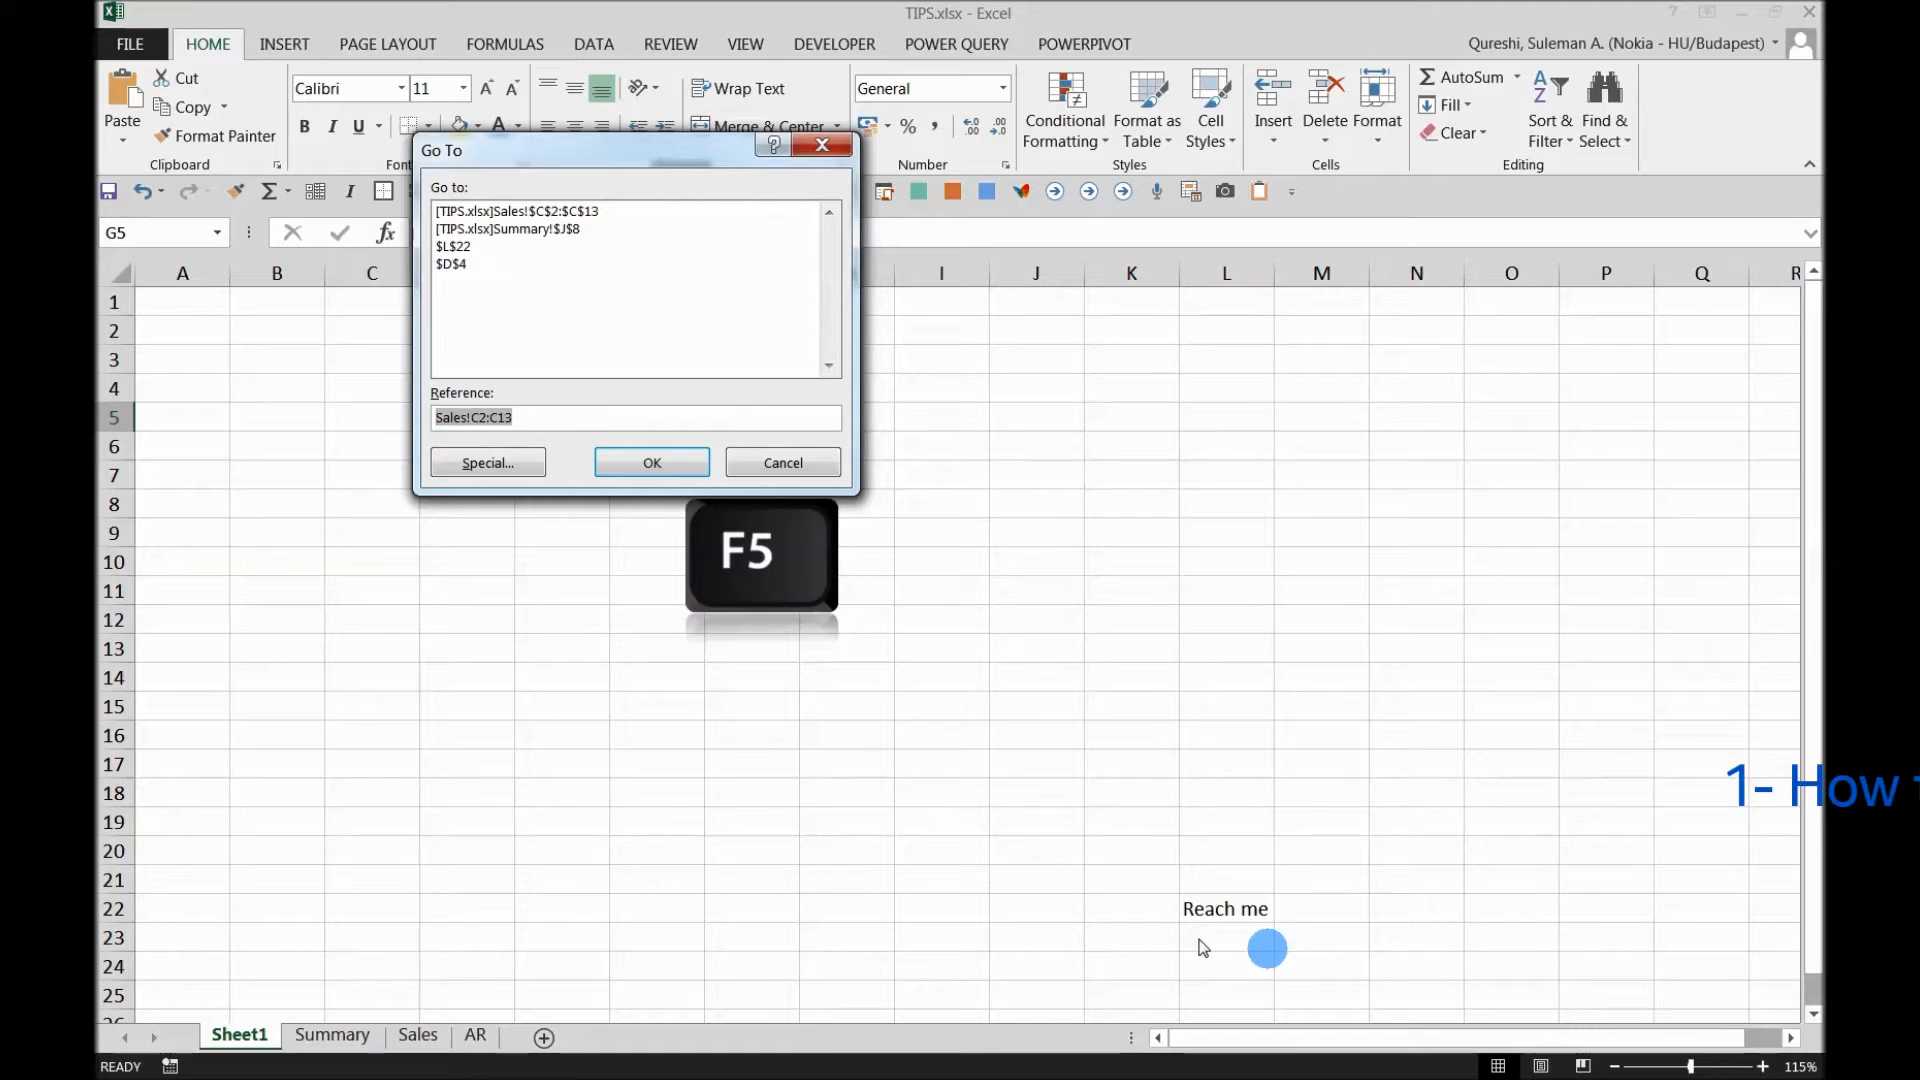 TIPS.xlsx - Excel
FILE HOME INSERT PAGE LAYOUT FORMULAS DATA REVIEW VIEW DEVELOPER POWER QUERY POWERPIVOT
Qureshi, Suleman A. (Nokia - HU/Budapest)
Paste
Cut
Copy
Format Painter
Clipboard
Calibri 11
B I U
Wrap Text
Merge & Center
General
%
Number
Conditional Formatting
Format as Table
Cell Styles
Styles
Insert Delete Format
Cells
AutoSum
Fill
Clear
Sort & Filter
Find & Select
Editing
G5
fx
Go To
Go to:
[TIPS.xlsx]Sales!$C$2:$C$13
[TIPS.xlsx]Summary!$J$8
$L$22
$D$4
Reference:
Sales!C2:C13
Special...
OK
Cancel
A B C I J K L M N O P Q R
1
2
3
4
5
6
7
8
9
10
11
12
13
14
15
16
17
18
19
20
21
22
23
24
25
F5
1- How
Reach me
Sheet1 Summary Sales AR
READY
115%